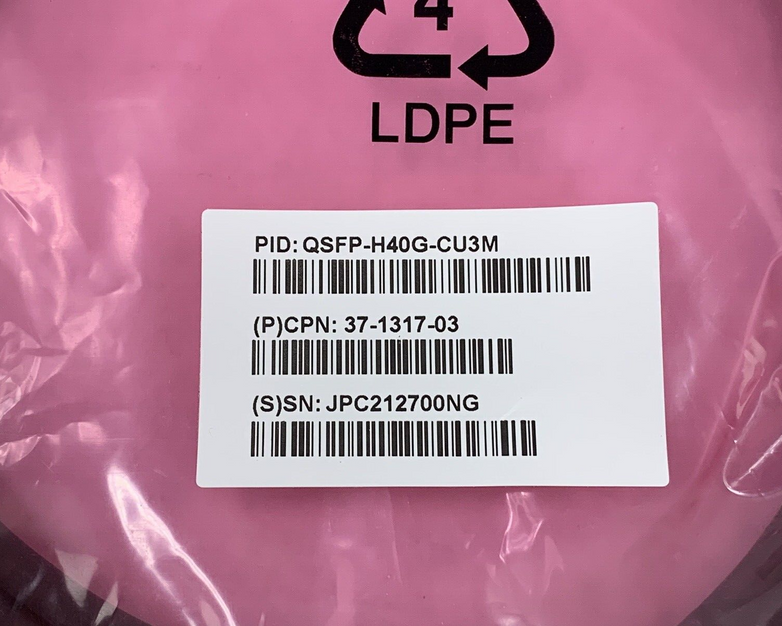 4
LDPE
PID: QSFP-H40G-CU3M
(P)CPN: 37-1317-03
(S)SN: JPC212700NG